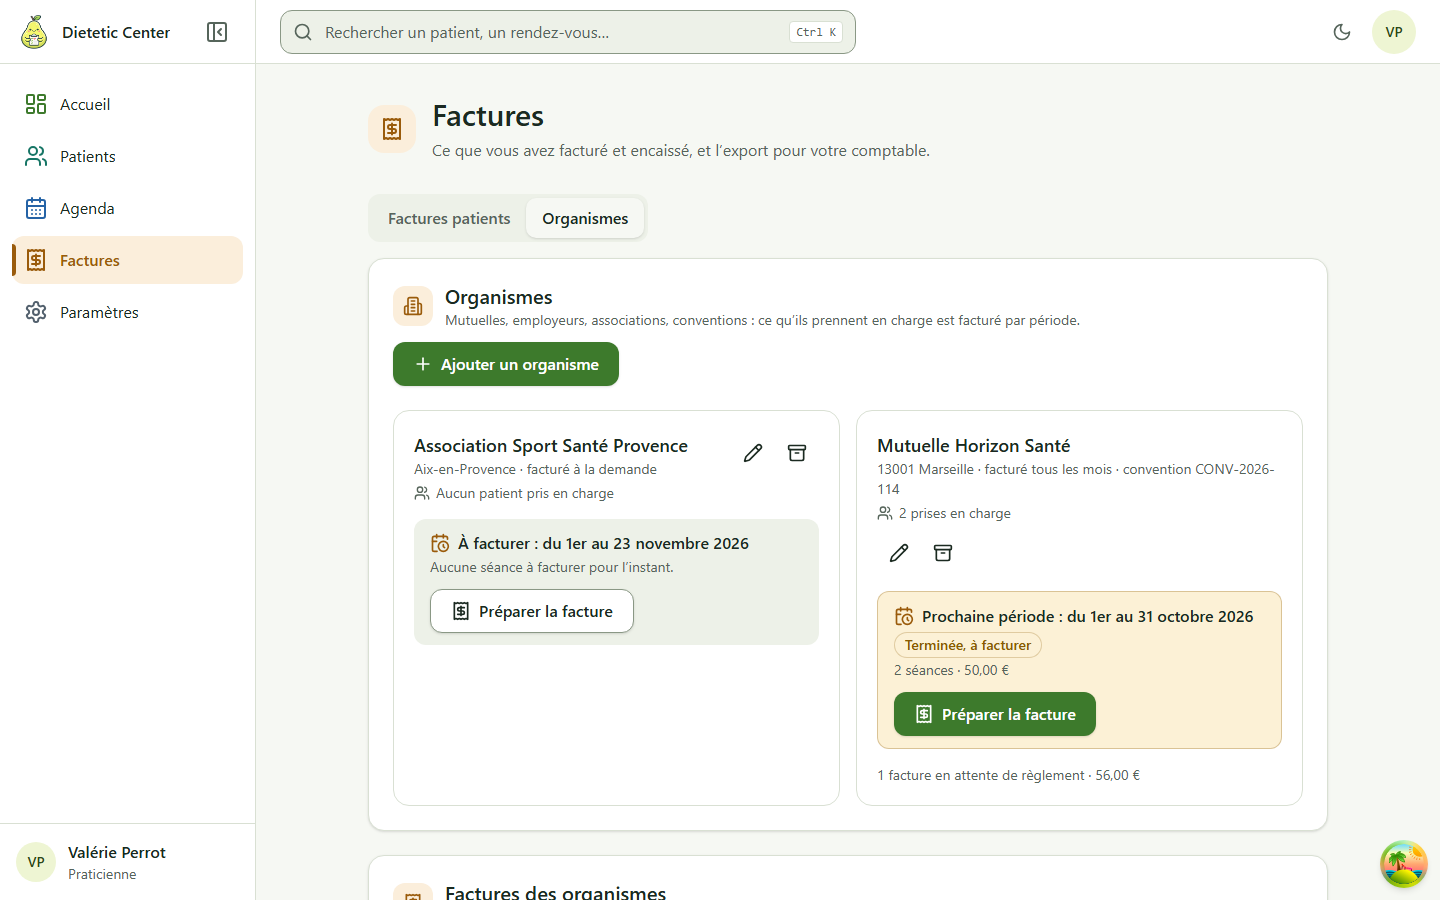 Dietetic Center
Rechercher un patient, un rendez-vous...
Ctrl K
VP
Accueil
Patients
Agenda
Factures
Paramètres
Factures
Ce que vous avez facturé et encaissé, et l’export pour votre comptable.
Factures patients
Organismes
Organismes
Mutuelles, employeurs, associations, conventions : ce qu’ils prennent en charge est facturé par période.
Ajouter un organisme
Association Sport Santé Provence
Aix-en-Provence · facturé à la demande
Aucun patient pris en charge
À facturer : du 1er au 23 novembre 2026
Aucune séance à facturer pour l’instant.
Préparer la facture
Mutuelle Horizon Santé
13001 Marseille · facturé tous les mois · convention CONV-2026-
114
2 prises en charge
Prochaine période : du 1er au 31 octobre 2026
Terminée, à facturer
2 séances · 50,00 €
Préparer la facture
1 facture en attente de règlement · 56,00 €
Factures des organismes
VP
Valérie Perrot
Praticienne